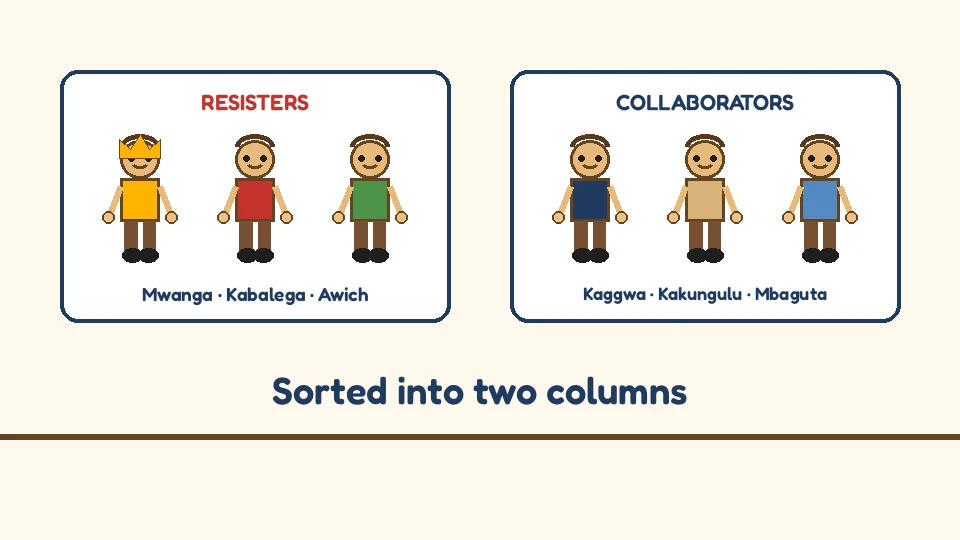 RESISTERS
Mwanga · Kabalega · Awich
COLLABORATORS
Kaggwa · Kakungulu · Mbaguta
Sorted into two columns